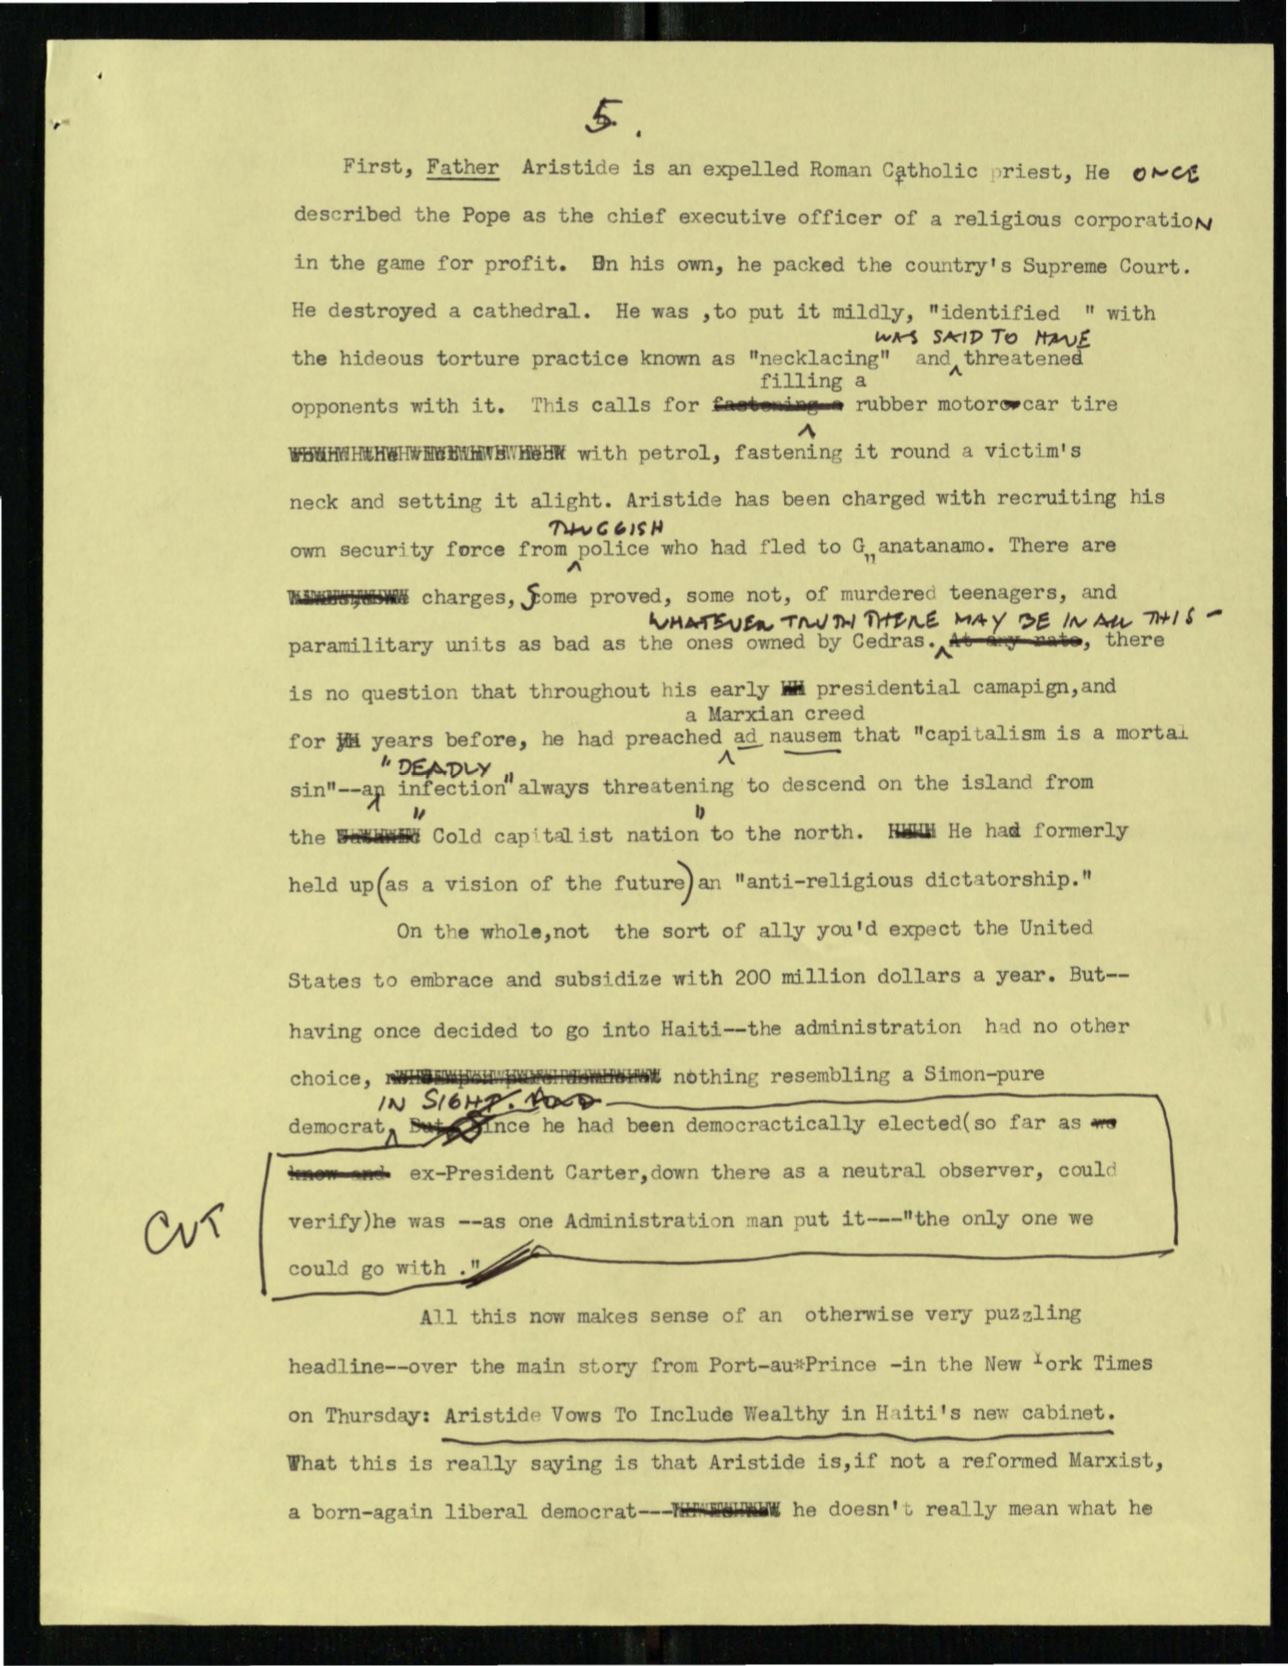 5.
First, Father Aristide is an expelled Roman Catholic priest, He ONCE
described the Pope as the chief executive officer of a religious corporatioN
in the game for profit. On his own, he packed the country's Supreme Court.
He destroyed a cathedral. He was ,to put it mildly, "identified " with
WAS SAID TO HAVE
the hideous torture practice known as "necklacing" and threatened
filling a
opponents with it. This calls for fastening a rubber motor car tire
with petrol, fastening it round a victim's
neck and setting it alight. Aristide has been charged with recruiting his
THUGGISH
own security force from police who had fled to G anatanamo. There are
charges, Some proved, some not, of murdered teenagers, and
WHATEVER TRUTH THERE MAY BE IN ALL THIS -
paramilitary units as bad as the ones owned by Cedras. At any rate, there
is no question that throughout his early presidential camapign,and
a Marxian creed
for years before, he had preached ad nausem that "capitalism is a mortal
"DEADLY
sin"--an infection" always threatening to descend on the island from
the " Cold capitalist nation" to the north. He had formerly
held up(as a vision of the future)an "anti-religious dictatorship."
On the whole,not the sort of ally you'd expect the United
States to embrace and subsidize with 200 million dollars a year. But--
having once decided to go into Haiti--the administration had no other
choice, nothing resembling a Simon-pure
IN SIGHT. AND
democrat But since he had been democractically elected(so far as we
know and ex-President Carter,down there as a neutral observer, could
CUT
verify)he was --as one Administration man put it---"the only one we
could go with ."
All this now makes sense of an otherwise very puzzling
headline--over the main story from Port-au*Prince -in the New York Times
on Thursday: Aristide Vows To Include Wealthy in Haiti's new cabinet.
What this is really saying is that Aristide is,if not a reformed Marxist,
a born-again liberal democrat--- he doesn't really mean what he